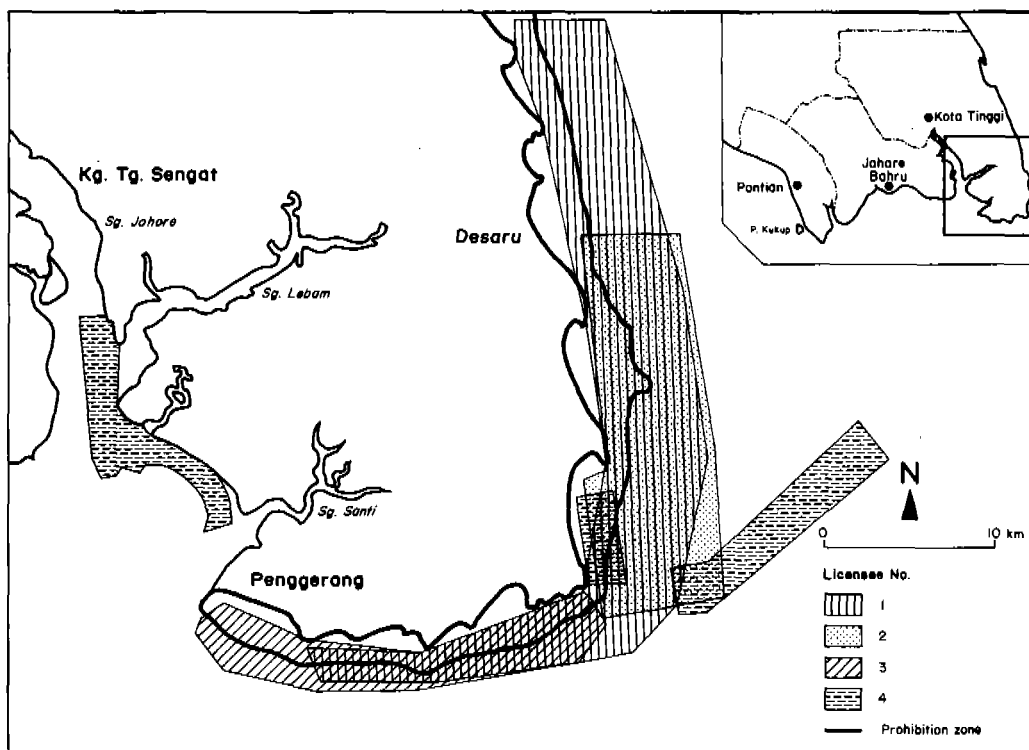 Kg. Tg. Sengat
Sg. Johore
Sg. Lebam
Desaru
Sg. Santi
Penggerang
Kota Tinggi
Johore
Bahru
Pontian
P. Kukup
N
0 10 km
Licensee No.
1
2
3
4
Prohibition zone